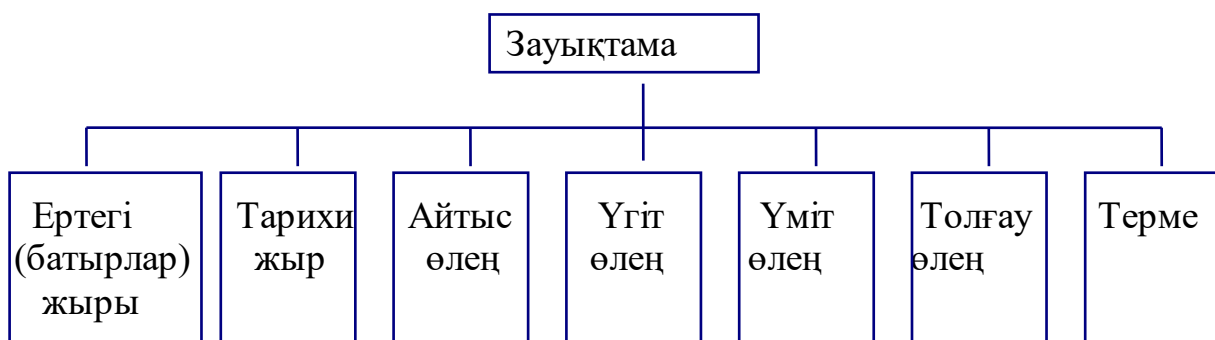 Зауықтама
Ертегі
(батырлар)
жыры
Тарихи
жыр
Айтыс
өлең
Үгіт
өлең
Үміт
өлең
Толғау
өлең
Терме